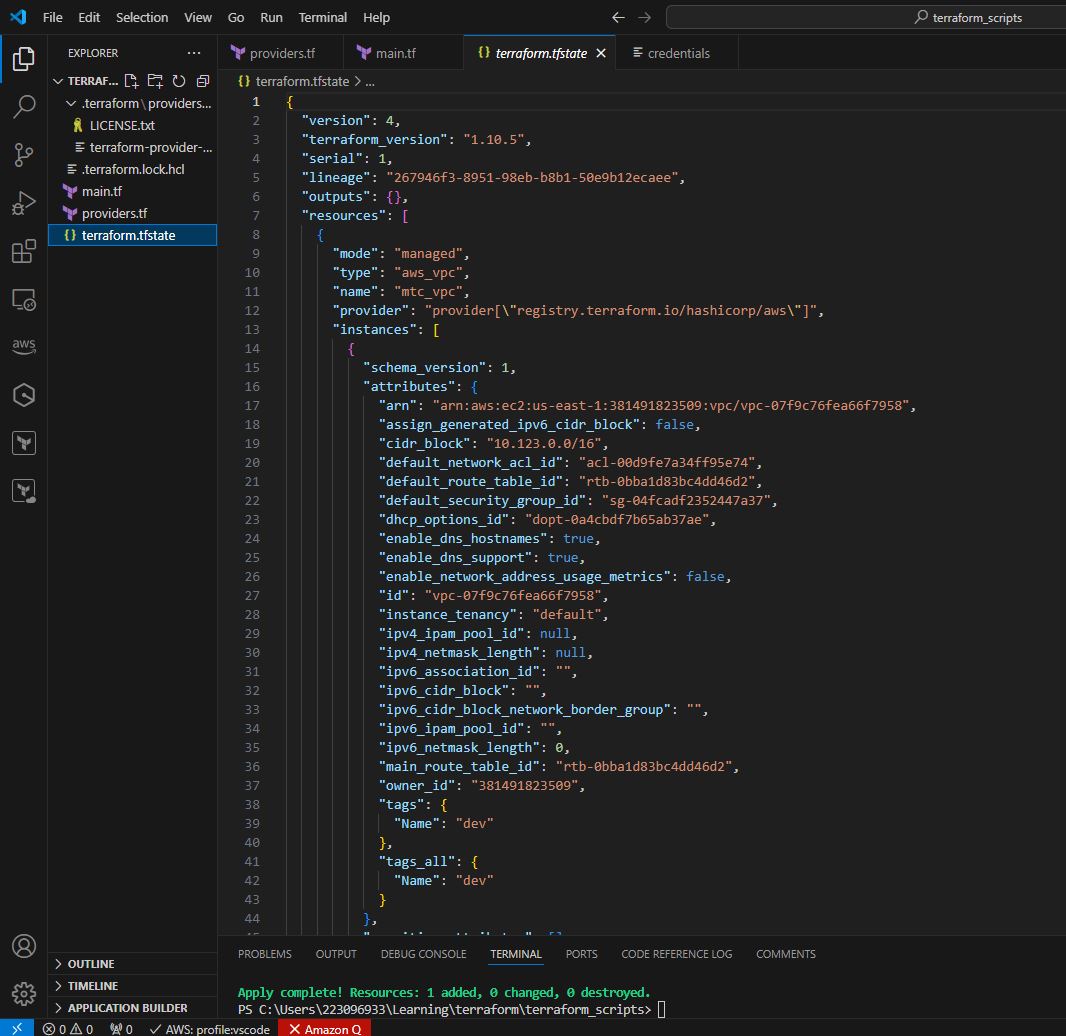 File Edit Selection View Go Run Terminal Help
terraform_scripts
EXPLORER
TERRAF...
.terraform\providers...
LICENSE.txt
terraform-provider-...
.terraform.lock.hcl
main.tf
providers.tf
terraform.tfstate
OUTLINE
TIMELINE
APPLICATION BUILDER
aws
providers.tf main.tf {} terraform.tfstate credentials
{} terraform.tfstate > ...
1 {
2 "version": 4,
3 "terraform_version": "1.10.5",
4 "serial": 1,
5 "lineage": "267946f3-8951-98eb-b8b1-50e9b12ecaee",
6 "outputs": {},
7 "resources": [
8 {
9 "mode": "managed",
10 "type": "aws_vpc",
11 "name": "mtc_vpc",
12 "provider": "provider[\"registry.terraform.io/hashicorp/aws\"]",
13 "instances": [
14 {
15 "schema_version": 1,
16 "attributes": {
17 "arn": "arn:aws:ec2:us-east-1:381491823509:vpc/vpc-07f9c76fea66f7958",
18 "assign_generated_ipv6_cidr_block": false,
19 "cidr_block": "10.123.0.0/16",
20 "default_network_acl_id": "acl-00d9fe7a34ff95e74",
21 "default_route_table_id": "rtb-0bba1d83bc4dd46d2",
22 "default_security_group_id": "sg-04fcadf2352447a37",
23 "dhcp_options_id": "dopt-0a4cbdf7b65ab37ae",
24 "enable_dns_hostnames": true,
25 "enable_dns_support": true,
26 "enable_network_address_usage_metrics": false,
27 "id": "vpc-07f9c76fea66f7958",
28 "instance_tenancy": "default",
29 "ipv4_ipam_pool_id": null,
30 "ipv4_netmask_length": null,
31 "ipv6_association_id": "",
32 "ipv6_cidr_block": "",
33 "ipv6_cidr_block_network_border_group": "",
34 "ipv6_ipam_pool_id": "",
35 "ipv6_netmask_length": 0,
36 "main_route_table_id": "rtb-0bba1d83bc4dd46d2",
37 "owner_id": "381491823509",
38 "tags": {
39 "Name": "dev"
40 },
41 "tags_all": {
42 "Name": "dev"
43 }
44 },
PROBLEMS OUTPUT DEBUG CONSOLE TERMINAL PORTS CODE REFERENCE LOG COMMENTS
Apply complete! Resources: 1 added, 0 changed, 0 destroyed.
PS C:\Users\223096933\Learning\terraform\terraform_scripts>
0 0 0 AWS: profile:vscode Amazon Q